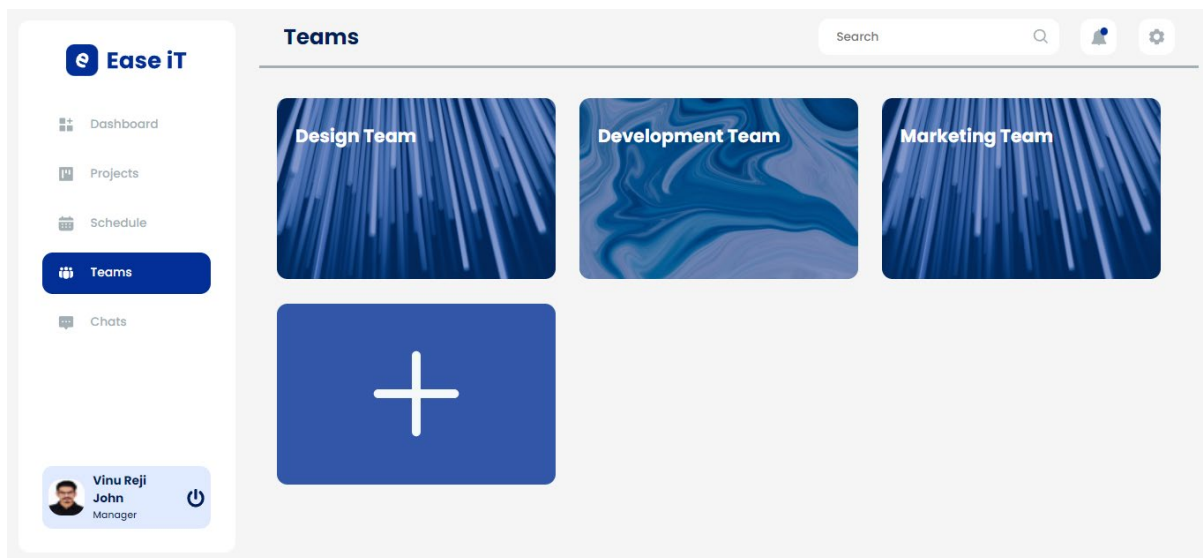 Ease iT
Dashboard
Projects
Schedule
Teams
Chats
Vinu Reji
John
Manager
Teams
Search
Design Team
Development Team
Marketing Team